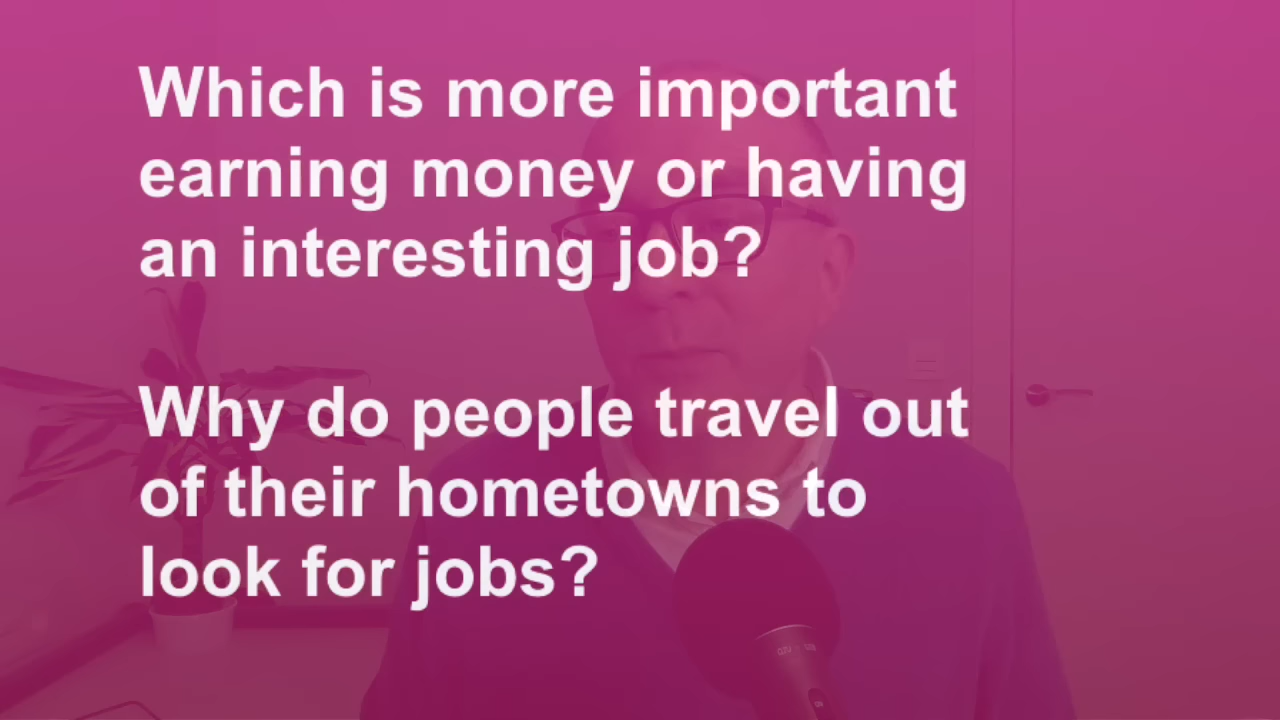 Which is more important
earning money or having
an interesting job?
Why do people travel out
of their hometowns to
look for jobs?